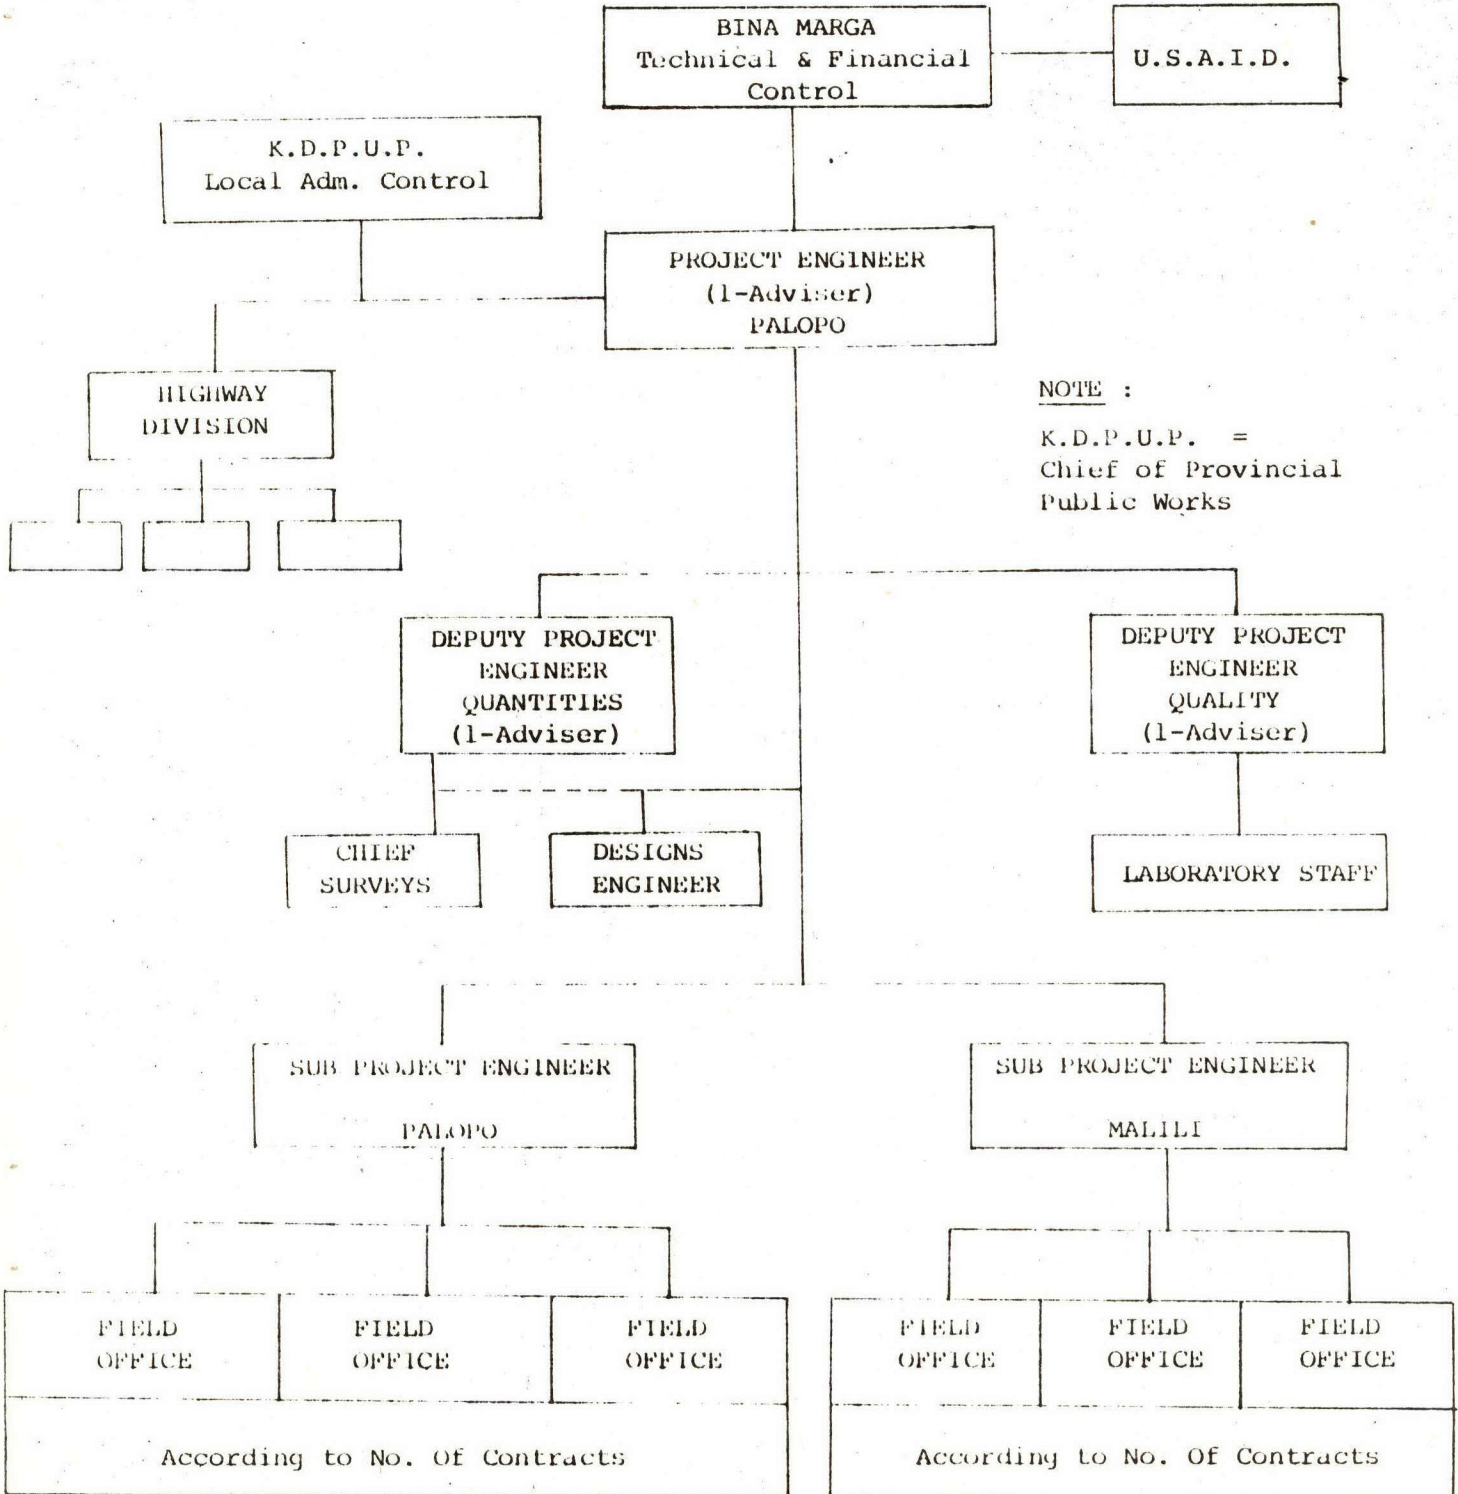 BINA MARGA
Technical & Financial
Control
U.S.A.I.D.
K.D.P.U.P.
Local Adm. Control
PROJECT ENGINEER
(1-Adviser)
PALOPO
HIGHWAY
DIVISION
NOTE :
K.D.P.U.P. =
Chief of Provincial
Public Works
DEPUTY PROJECT
ENGINEER
QUANTITIES
(1-Adviser)
DEPUTY PROJECT
ENGINEER
QUALITY
(1-Adviser)
CHIEF
SURVEYS
DESIGNS
ENGINEER
LABORATORY STAFF
SUB PROJECT ENGINEER
PALOPO
SUB PROJECT ENGINEER
MALILI
FIELD
OFFICE
FIELD
OFFICE
FIELD
OFFICE
FIELD
OFFICE
FIELD
OFFICE
FIELD
OFFICE
According to No. Of Contracts
According to No. Of Contracts